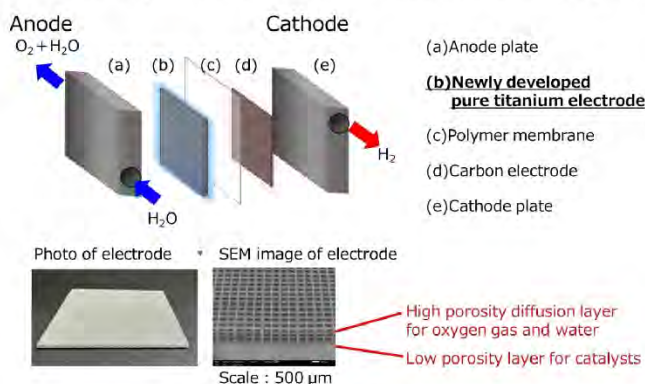 Anode
Cathode
O₂+H₂O
(a)
(b)
(c)
(d)
(e)
H₂
H₂O
(a)Anode plate
(b)Newly developed
pure titanium electrode
(c)Polymer membrane
(d)Carbon electrode
(e)Cathode plate
Photo of electrode
SEM image of electrode
High porosity diffusion layer
for oxygen gas and water
Low porosity layer for catalysts
Scale : 500 μm